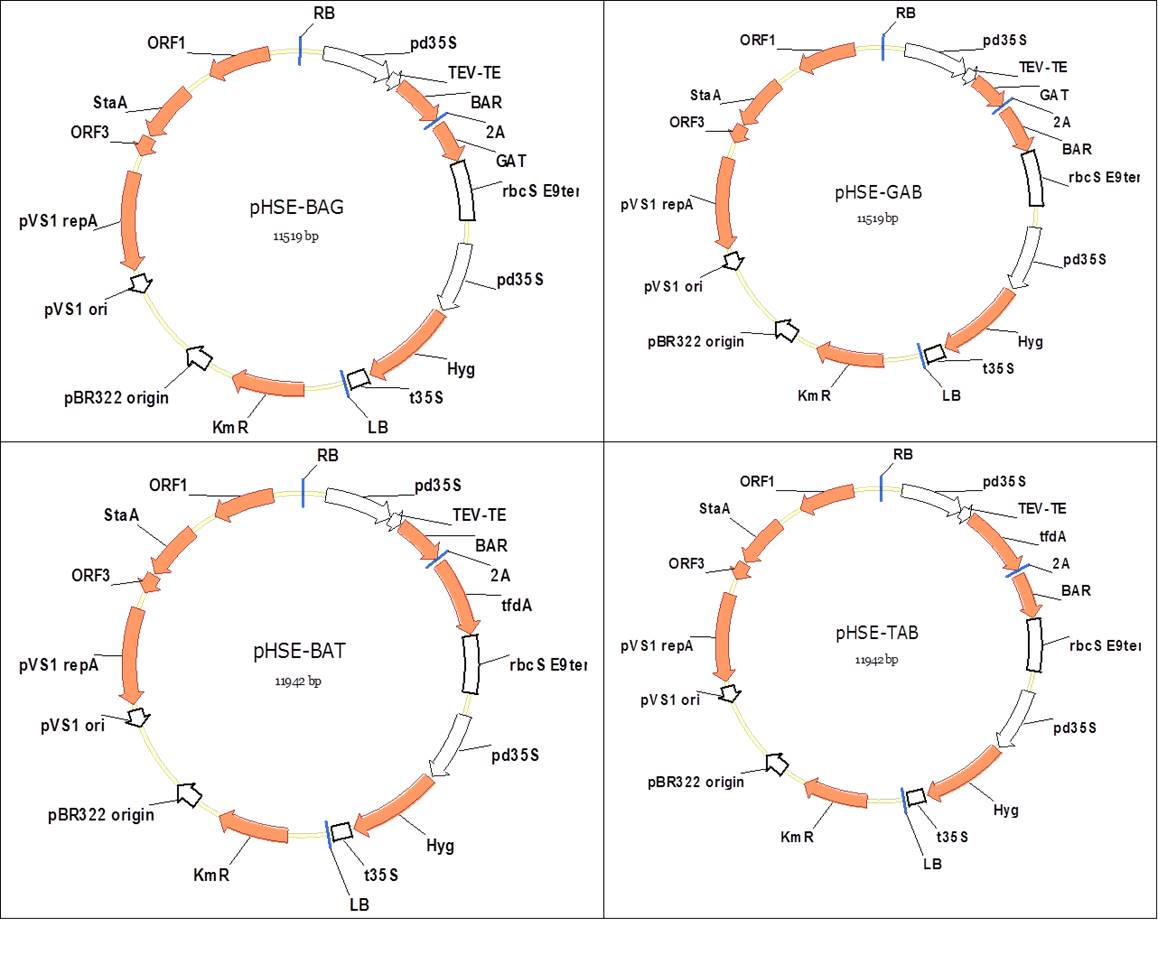 RB
pd35S
TEV-TE
BAR
2A
GAT
rbcS E9ter
pd35S
Hyg
t35S
LB
KmR
pBR322 origin
pVS1 ori
pVS1 repA
ORF3
StaA
ORF1
pHSE-BAG
11519 bp
RB
pd35S
TEV-TE
GAT
2A
BAR
rbcS E9ter
pd35S
Hyg
t35S
LB
KmR
pBR322 origin
pVS1 ori
pVS1 repA
ORF3
StaA
ORF1
pHSE-GAB
11519 bp
RB
pd35S
TEV-TE
BAR
2A
tfdA
rbcS E9ter
pd35S
Hyg
t35S
LB
KmR
pBR322 origin
pVS1 ori
pVS1 repA
ORF3
StaA
ORF1
pHSE-BAT
11942 bp
RB
pd35S
TEV-TE
tfdA
2A
BAR
rbcS E9ter
pd35S
Hyg
t35S
LB
KmR
pBR322 origin
pVS1 ori
pVS1 repA
ORF3
StaA
ORF1
pHSE-TAB
11942 bp